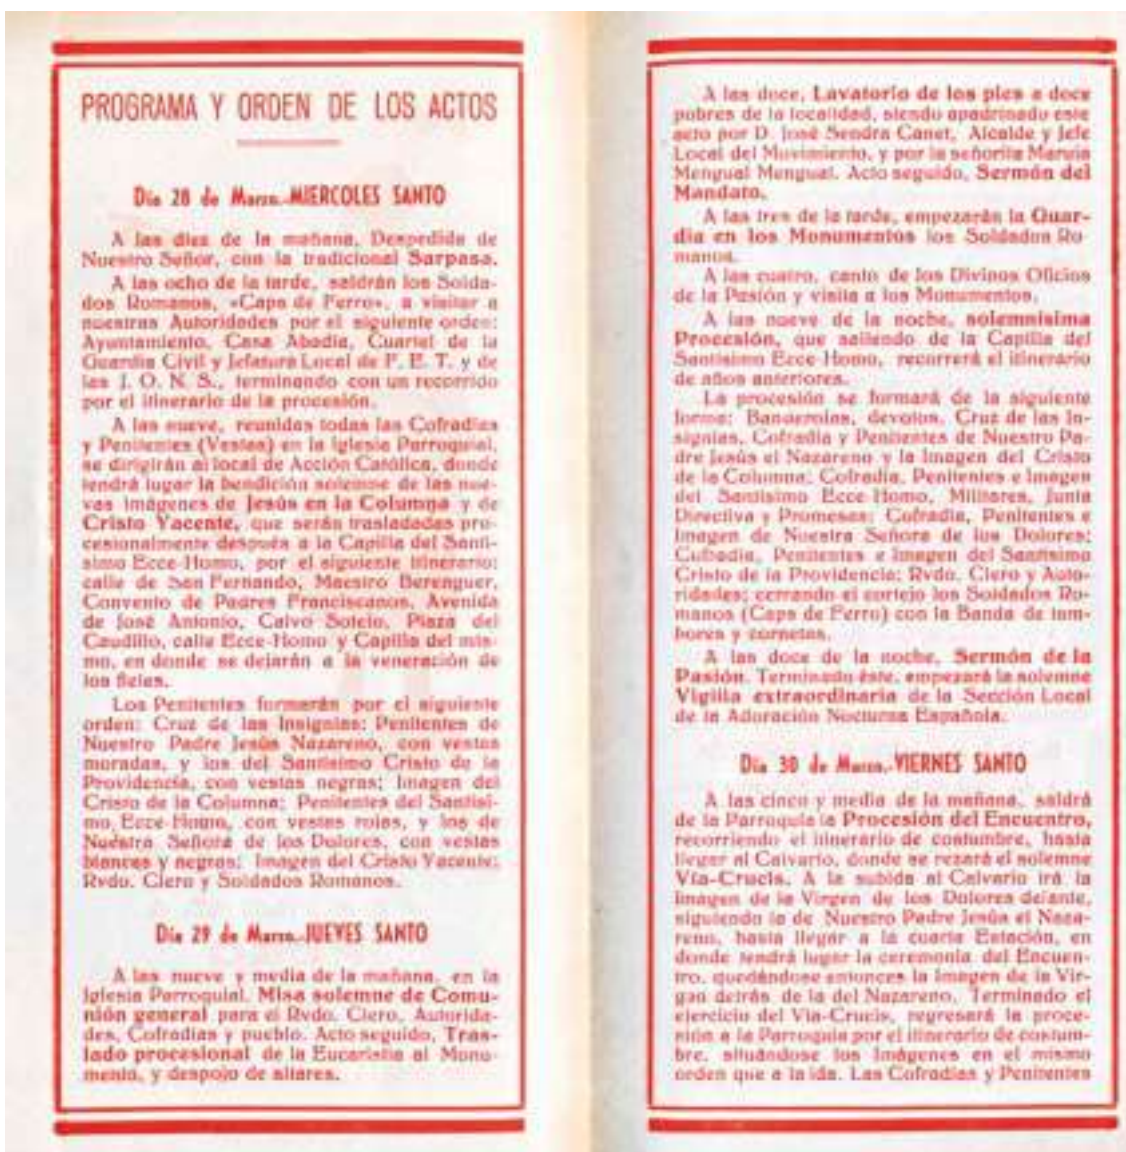 PROGRAMA Y ORDEN DE LOS ACTOS
Día 28 de Marzo.-MIERCOLES SANTO
A las diez de la mañana, Despedida de
Nuestro Señor, con la tradicional Sarpasa.
A las ocho de la tarde, saldrán los Solda-
dos Romanos, «Caps de Ferro», a visitar a
nuestras Autoridades por el siguiente orden:
Ayuntamiento, Casa Abadía, Cuartel de la
Guardia Civil y Jefatura Local de F. E. T. y de
las J. O. N. S., terminando con un recorrido
por el itinerario de la procesión.
A las nueve, reunidas todas las Cofradías
y Penitentes (Vestas) en la Iglesia Parroquial,
se dirigirán al local de Acción Católica, donde
tendrá lugar la bendición solemne de las nue-
vas Imágenes de Jesús en la Columna y de
Cristo Yacente, que serán trasladadas pro-
cesionalmente después a la Capilla del Santí-
simo Ecce-Homo, por el siguiente itinerario:
calle de San Fernando, Maestro Berenguer,
Convento de Padres Franciscanos, Avenida
de José Antonio, Calvo Sotelo, Plaza del
Caudillo, calle Ecce-Homo y Capilla del mis-
mo, en donde se dejarán a la veneración de
los fieles.
Los Penitentes formarán por el siguiente
orden: Cruz de las Insignias; Penitentes de
Nuestro Padre Jesús Nazareno, con vestas
moradas, y los del Santísimo Cristo de la
Providencia, con vestas negras; Imagen del
Cristo de la Columna; Penitentes del Santísi-
mo Ecce-Homo, con vestas rojas, y los de
Nuestra Señora de los Dolores, con vestas
blancas y negras; Imagen del Cristo Yacente;
Rvdo. Clero y Soldados Romanos.
Día 29 de Marzo.-JUEVES SANTO
A las nueve y media de la mañana, en la
Iglesia Parroquial, Misa solemne de Comu-
nión general para el Rvdo. Clero, Autorida-
des, Cofradías y pueblo. Acto seguido, Tras-
lado procesional de la Eucaristía al Monu-
mento, y despojo de altares.
A las doce, Lavatorio de los pies a doce
pobres de la localidad, siendo apadrinado este
acto por D. José Sendra Canet, Alcalde y Jefe
Local del Movimiento, y por la señorita Maruja
Mengual Mengual. Acto seguido, Sermón del
Mandato.
A las tres de la tarde, empezarán la Guar-
dia en los Monumentos los Soldados Ro-
manos.
A las cuatro, canto de los Divinos Oficios
de la Pasión y visita a los Monumentos.
A las nueve de la noche, solemnísima
Procesión, que saliendo de la Capilla del
Santísimo Ecce-Homo, recorrerá el itinerario
de años anteriores.
La procesión se formará de la siguiente
forma: Banderolas, devotos, Cruz de las In-
signias, Cofradía y Penitentes de Nuestro Pa-
dre Jesús el Nazareno y la Imagen del Cristo
de la Columna; Cofradía, Penitentes e Imagen
del Santísimo Ecce-Homo, Militares, Junta
Directiva y Promesas; Cofradía, Penitentes e
Imagen de Nuestra Señora de los Dolores;
Cofradía, Penitentes e Imagen del Santísimo
Cristo de la Providencia; Rvdo. Clero y Auto-
ridades; cerrando el cortejo los Soldados Ro-
manos (Caps de Ferro) con la Banda de tam-
bores y cornetas.
A las doce de la noche, Sermón de la
Pasión. Terminado éste, empezará la solemne
Vigilia extraordinaria de la Sección Local
de la Adoración Nocturna Española.
Día 30 de Marzo.-VIERNES SANTO
A las cinco y media de la mañana, saldrá
de la Parroquia la Procesión del Encuentro,
recorriendo el itinerario de costumbre, hasta
llegar al Calvario, donde se rezará el solemne
Vía-Crucis. A la subida al Calvario irá la
Imagen de la Virgen de los Dolores delante,
siguiendo la de Nuestro Padre Jesús el Naza-
reno, hasta llegar a la cuarta Estación, en
donde tendrá lugar la ceremonia del Encuen-
tro, quedándose entonces la Imagen de la Vir-
gen detrás de la del Nazareno. Terminado el
ejercicio del Vía-Crucis, regresará la proce-
sión a la Parroquia por el itinerario de costum-
bre, situándose los Imágenes en el mismo
orden que a la ida. Las Cofradías y Penitentes